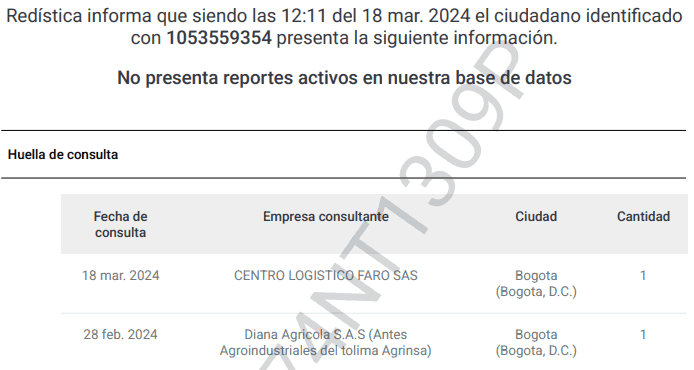 Redística informa que siendo las 12:11 del 18 mar. 2024 el ciudadano identificado
con 1053559354 presenta la siguiente información.
No presenta reportes activos en nuestra base de datos
Huella de consulta
Fecha de consulta Empresa consultante Ciudad Cantidad
18 mar. 2024 CENTRO LOGISTICO FARO SAS Bogota (Bogota, D.C.) 1
28 feb. 2024 Diana Agricola S.A.S (Antes Agroindustriales del tolima Agrinsa) Bogota (Bogota, D.C.) 1